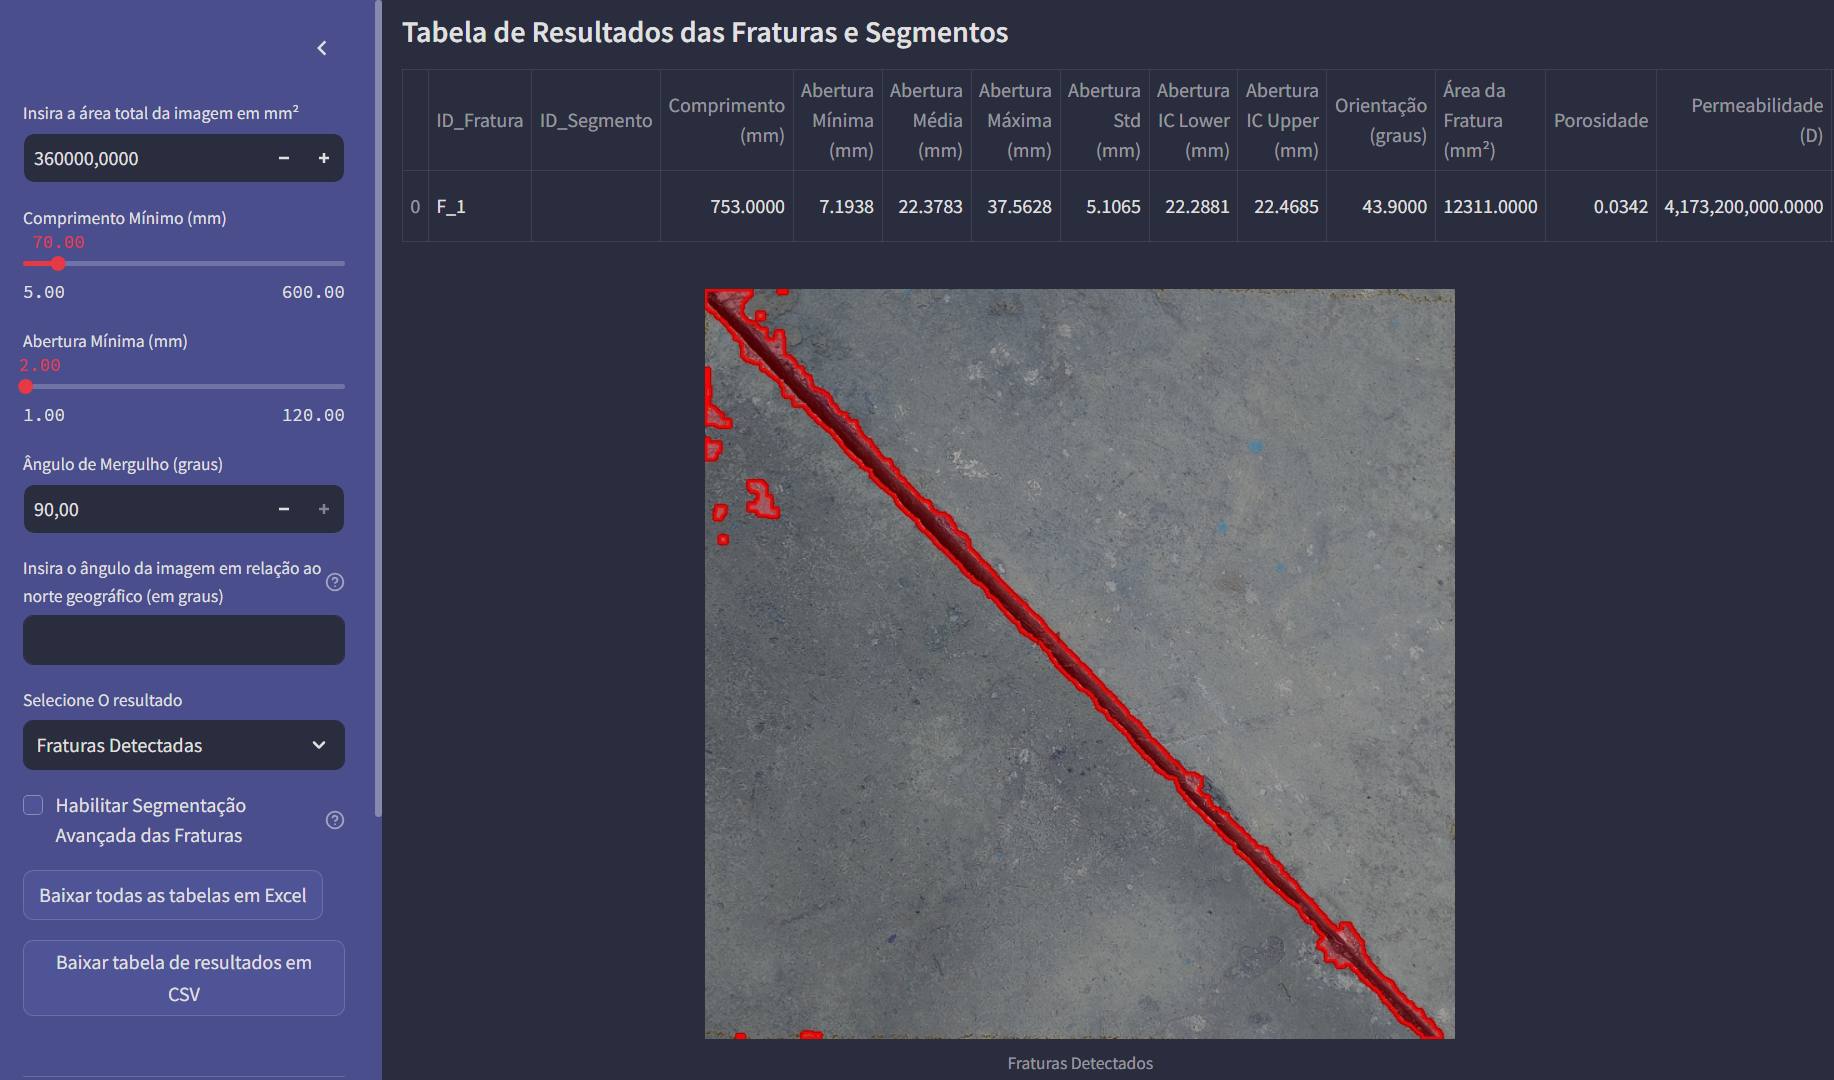 Insira a área total da imagem em mm²
360000,0000
Comprimento Mínimo (mm)
70.00
5.00 600.00
Abertura Mínima (mm)
2.00
1.00 120.00
Ângulo de Mergulho (graus)
90,00
Insira o ângulo da imagem em relação ao
norte geográfico (em graus)
Selecione O resultado
Fraturas Detectadas
Habilitar Segmentação
Avançada das Fraturas
Baixar todas as tabelas em Excel
Baixar tabela de resultados em
CSV
Tabela de Resultados das Fraturas e Segmentos
ID_Fratura ID_Segmento Comprimento (mm) Abertura Mínima (mm) Abertura Média (mm) Abertura Máxima (mm) Abertura Std (mm) Abertura IC Lower (mm) Abertura IC Upper (mm) Orientação (graus) Área da Fratura (mm²) Porosidade Permeabilidade (D)
0 F_1 753.0000 7.1938 22.3783 37.5628 5.1065 22.2881 22.4685 43.9000 12311.0000 0.0342 4,173,200,000.0000
Fraturas Detectados